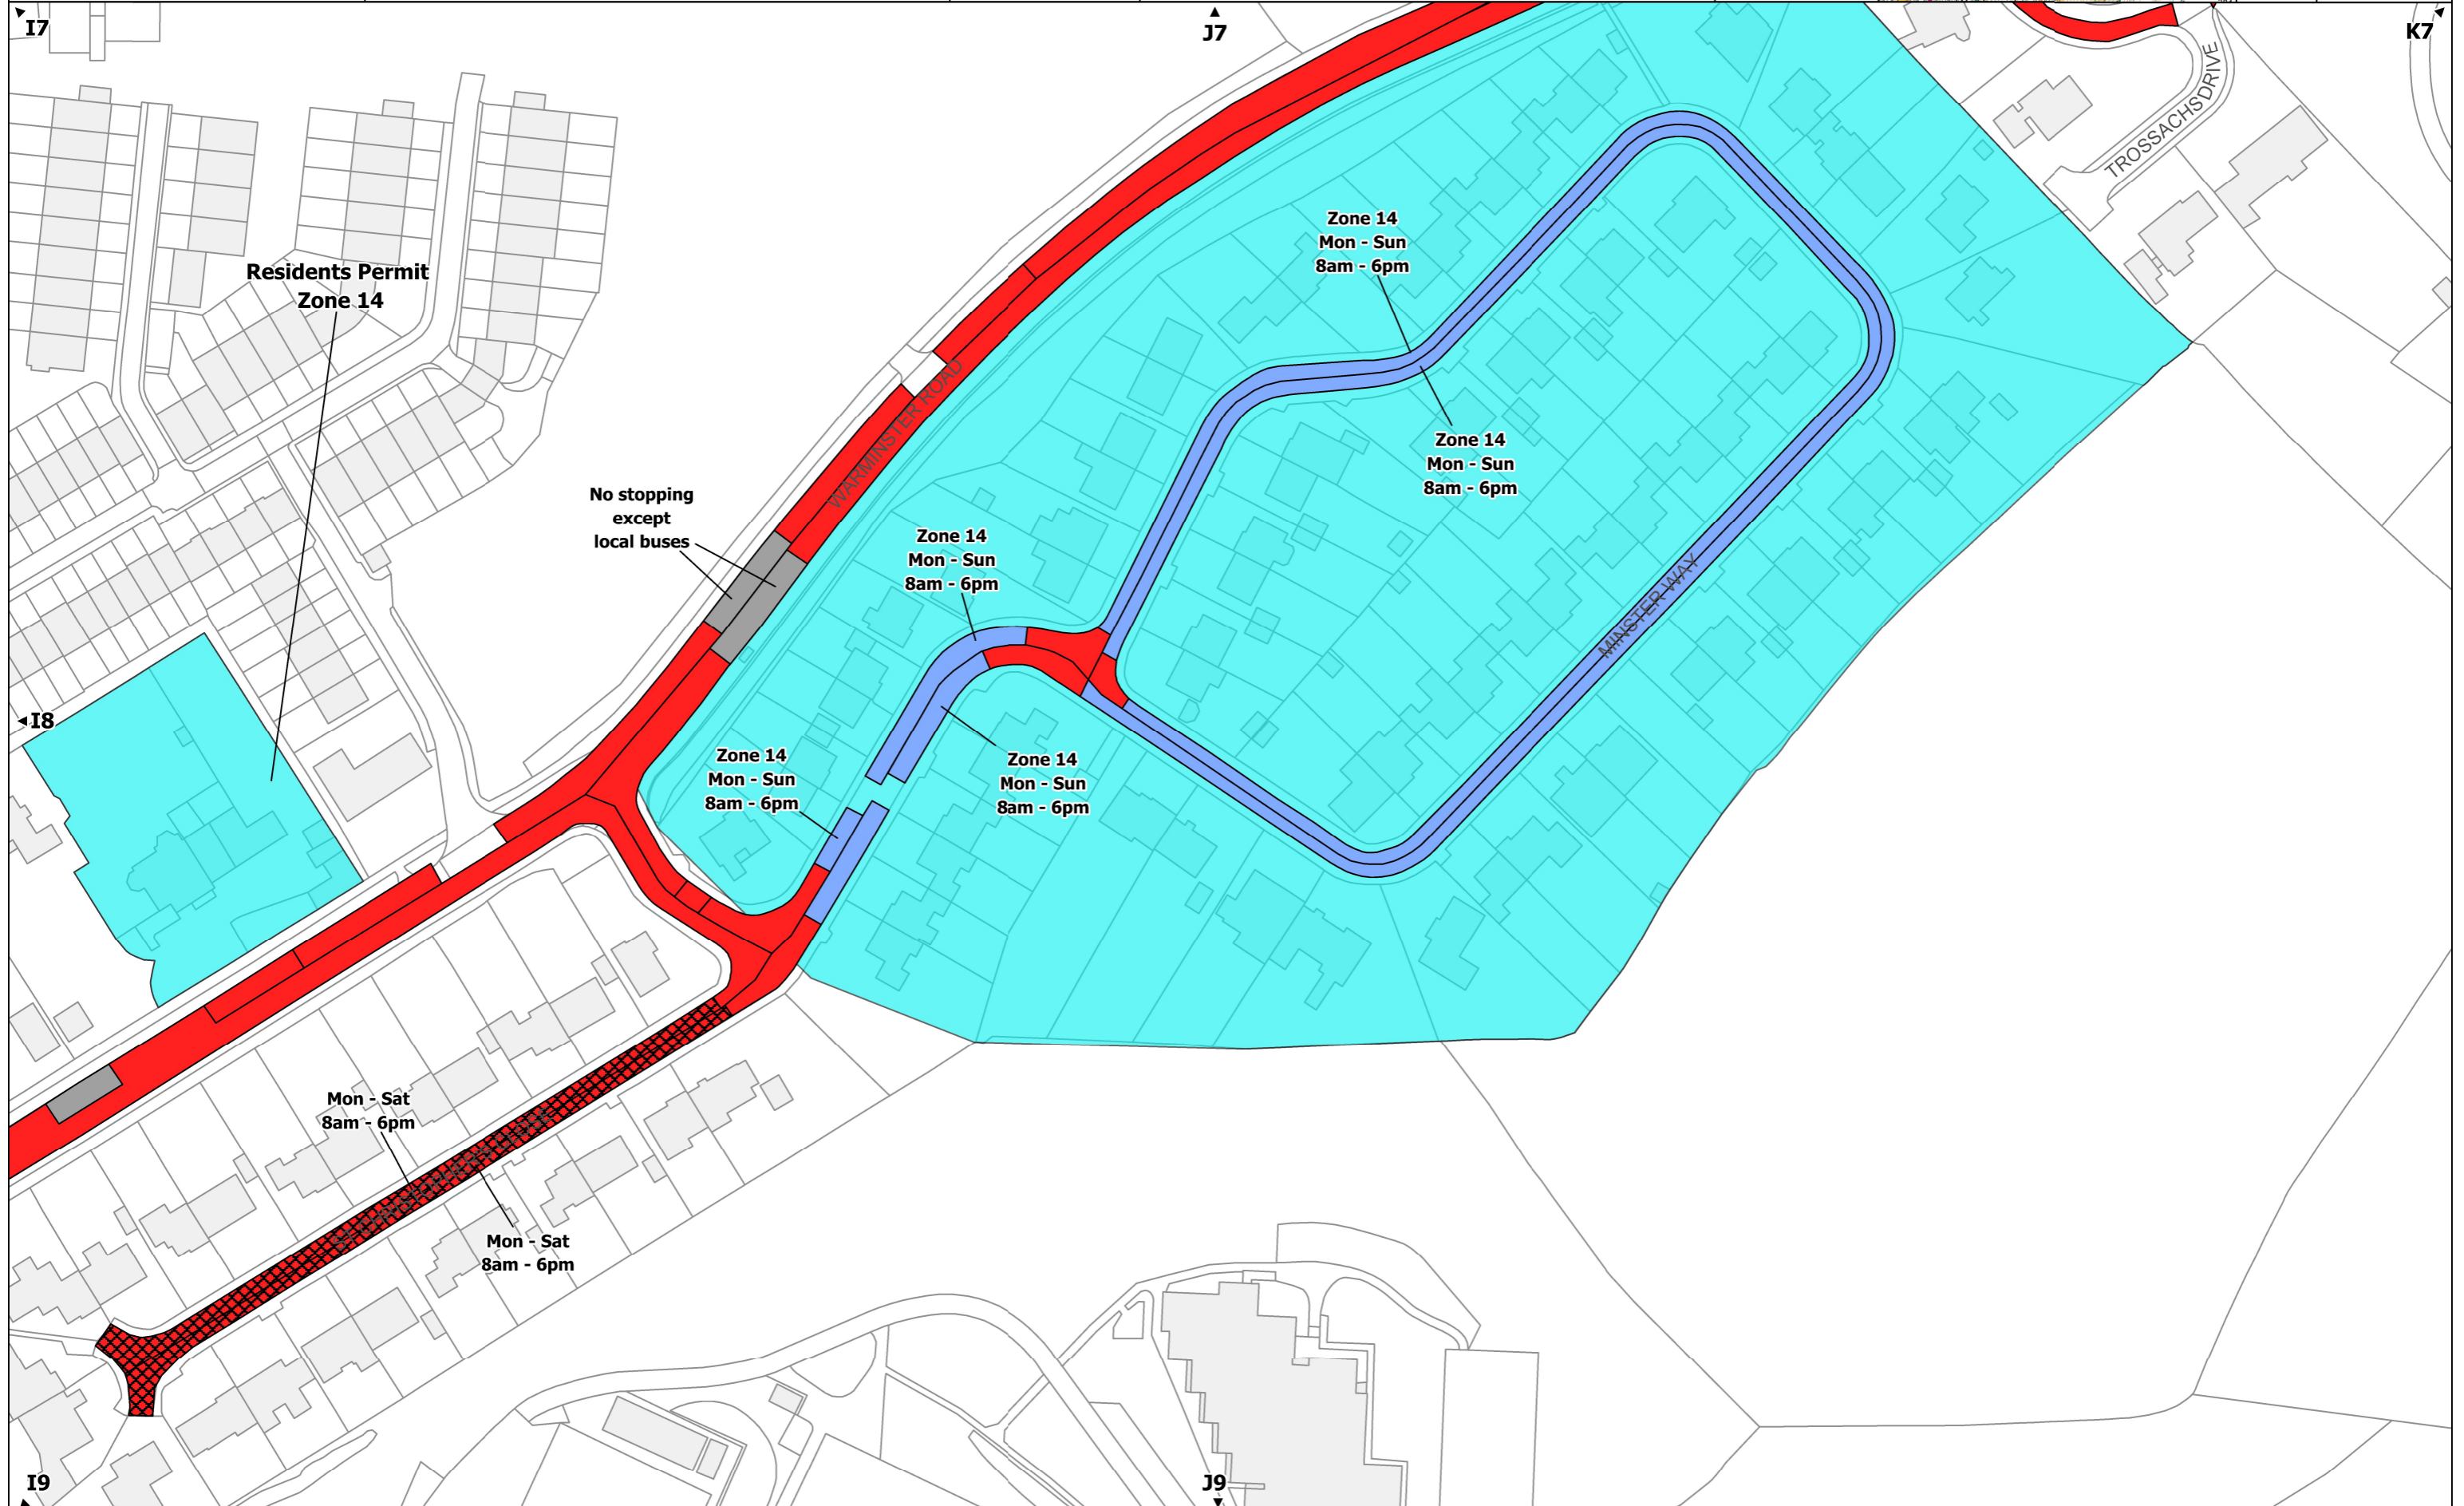 I7
J7
K7
TROSSACHS DRIVE
Residents Permit
Zone 14
Zone 14
Mon - Sun
8am - 6pm
WARMINSTER ROAD
Zone 14
Mon - Sun
8am - 6pm
No stopping
except
local buses
Zone 14
Mon - Sun
8am - 6pm
MINSTER WAY
I8
Zone 14
Mon - Sun
8am - 6pm
Zone 14
Mon - Sun
8am - 6pm
Mon - Sat
8am - 6pm
Mon - Sat
8am - 6pm
I9
J9